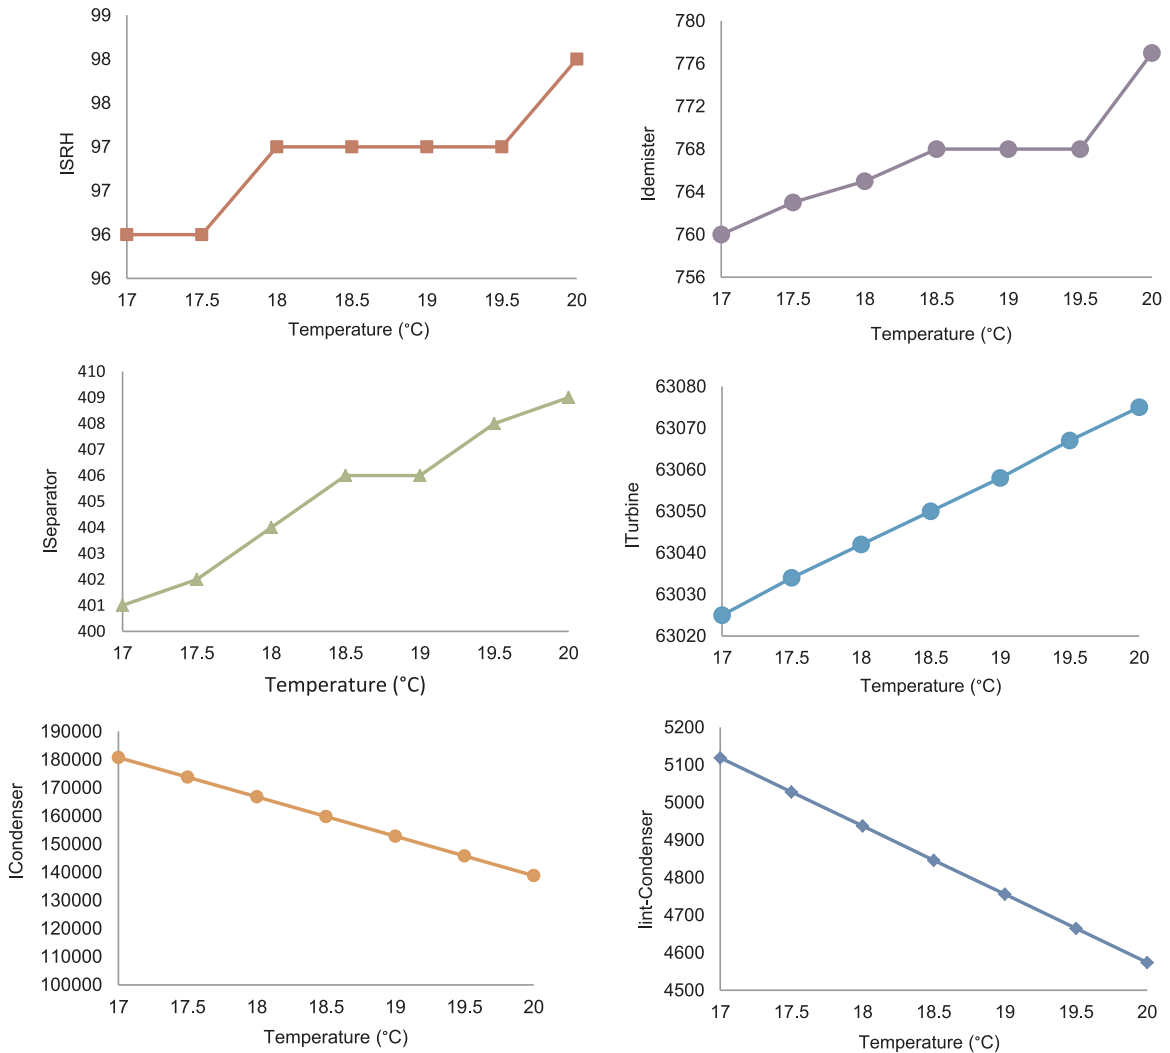 99
98
98
97
97
96
96
ISRH
17 17.5 18 18.5 19 19.5 20
Temperature (°C)
780
776
772
768
764
760
756
Idemister
17 17.5 18 18.5 19 19.5 20
Temperature (°C)
410
409
408
407
406
405
404
403
402
401
400
ISeparator
17 17.5 18 18.5 19 19.5 20
Temperature (°C)
63080
63070
63060
63050
63040
63030
63020
ITurbine
17 17.5 18 18.5 19 19.5 20
Temperature (°C)
190000
180000
170000
160000
150000
140000
130000
120000
110000
100000
ICondenser
17 17.5 18 18.5 19 19.5 20
Temperature (°C)
5200
5100
5000
4900
4800
4700
4600
4500
Iint-Condenser
17 17.5 18 18.5 19 19.5 20
Temperature (°C)